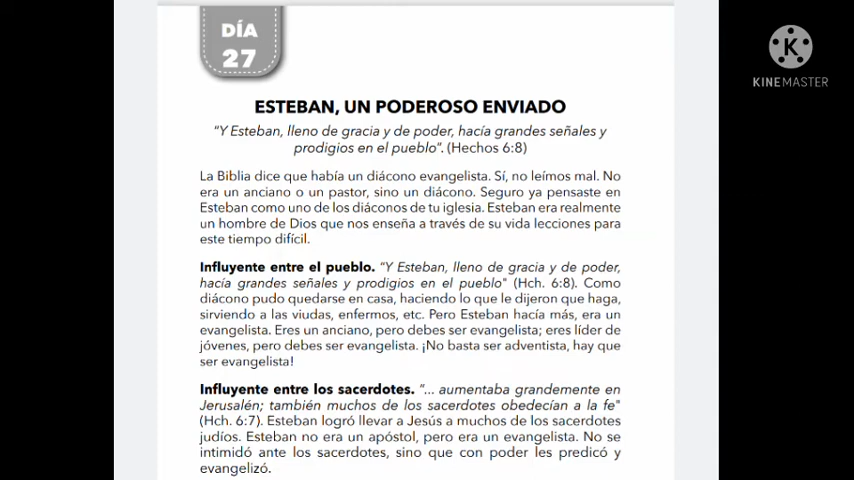 DÍA
27
KINEMASTER
ESTEBAN, UN PODEROSO ENVIADO
“Y Esteban, lleno de gracia y de poder, hacía grandes señales y
prodigios en el pueblo”. (Hechos 6:8)
La Biblia dice que había un diácono evangelista. Sí, no leímos mal. No
era un anciano o un pastor, sino un diácono. Seguro ya pensaste en
Esteban como uno de los diáconos de tu iglesia. Esteban era realmente
un hombre de Dios que nos enseña a través de su vida lecciones para
este tiempo difícil.
Influyente entre el pueblo. “Y Esteban, lleno de gracia y de poder,
hacía grandes señales y prodigios en el pueblo" (Hch. 6:8). Como
diácono pudo quedarse en casa, haciendo lo que le dijeron que haga,
sirviendo a las viudas, enfermos, etc. Pero Esteban hacía más, era un
evangelista. Eres un anciano, pero debes ser evangelista; eres líder de
jóvenes, pero debes ser evangelista. ¡No basta ser adventista, hay que
ser evangelista!
Influyente entre los sacerdotes. “... aumentaba grandemente en
Jerusalén; también muchos de los sacerdotes obedecían a la fe"
(Hch. 6:7). Esteban logró llevar a Jesús a muchos de los sacerdotes
judíos. Esteban no era un apóstol, pero era un evangelista. No se
intimidó ante los sacerdotes, sino que con poder les predicó y
evangelizó.